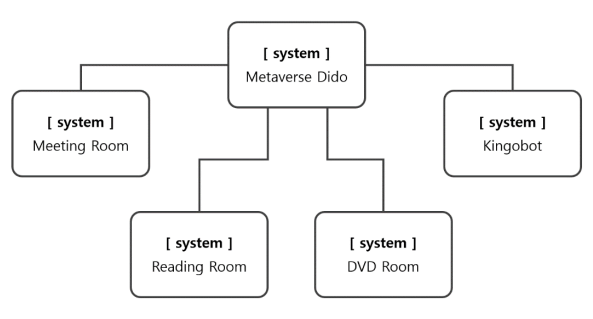 [ system ]
Metaverse Dido
[ system ]
Meeting Room
[ system ]
Kingobot
[ system ]
Reading Room
[ system ]
DVD Room